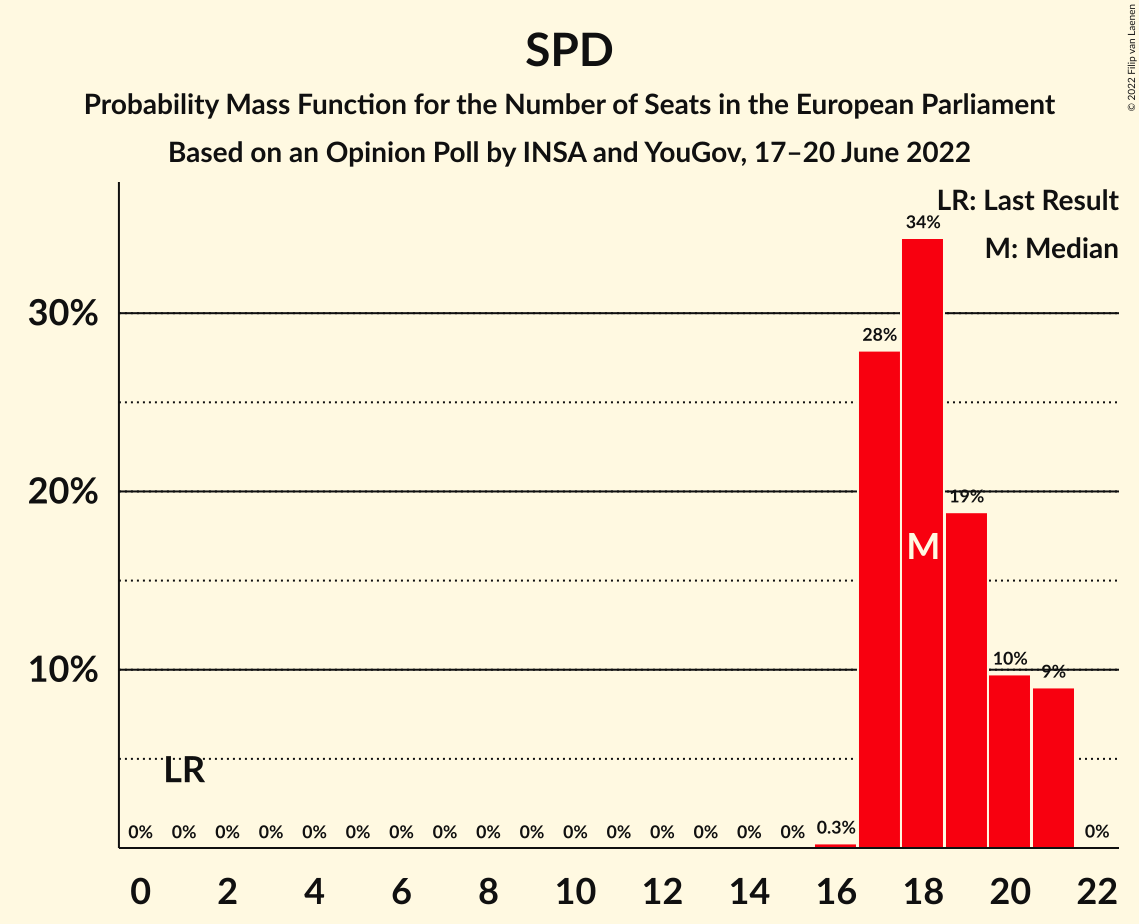 SPD
Probability Mass Function for the Number of Seats in the European Parliament
Based on an Opinion Poll by INSA and YouGov, 17–20 June 2022
© 2022 Filip van Laenen
LR: Last Result
M: Median
34%
30%
28%
20%
19%
M
10%
10%
9%
LR
0% 0% 0% 0% 0% 0% 0% 0% 0% 0% 0% 0% 0% 0% 0% 0% 0.3% 0%
0 2 4 6 8 10 12 14 16 18 20 22